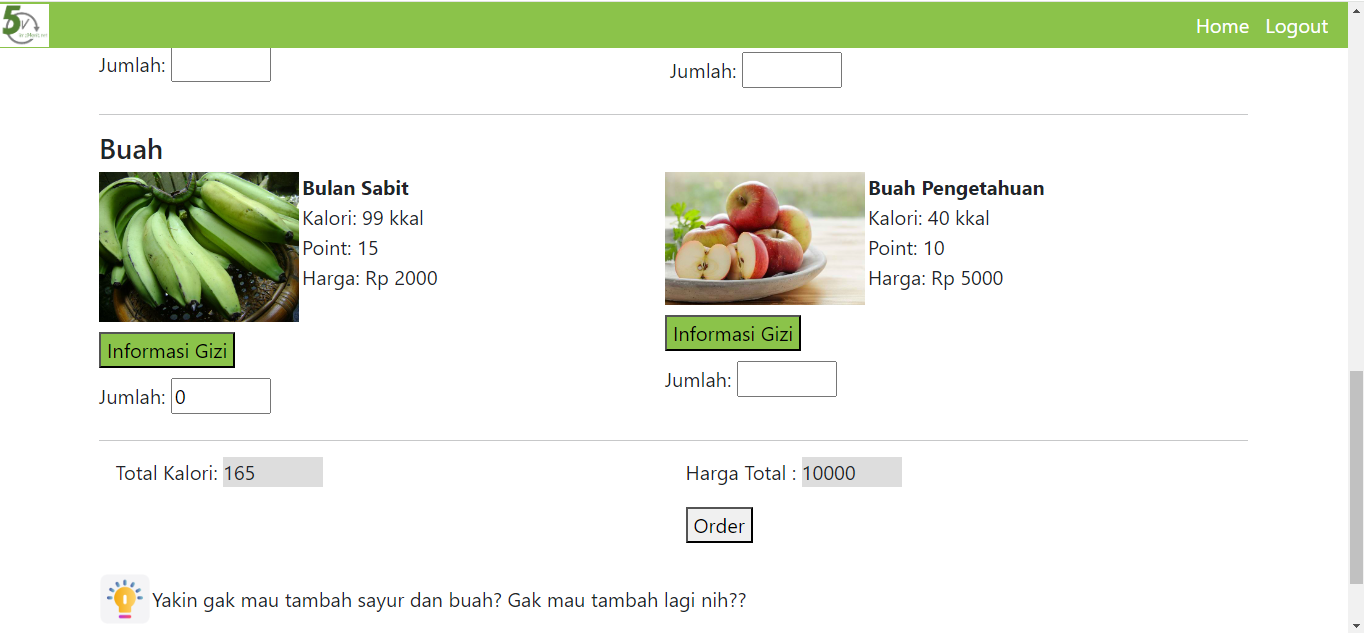 5
Home Logout
Jumlah:
Jumlah:
Buah
Bulan Sabit
Kalori: 99 kkal
Point: 15
Harga: Rp 2000
Informasi Gizi
Jumlah: 0
Buah Pengetahuan
Kalori: 40 kkal
Point: 10
Harga: Rp 5000
Informasi Gizi
Jumlah:
Total Kalori: 165
Harga Total : 10000
Order
Yakin gak mau tambah sayur dan buah? Gak mau tambah lagi nih??